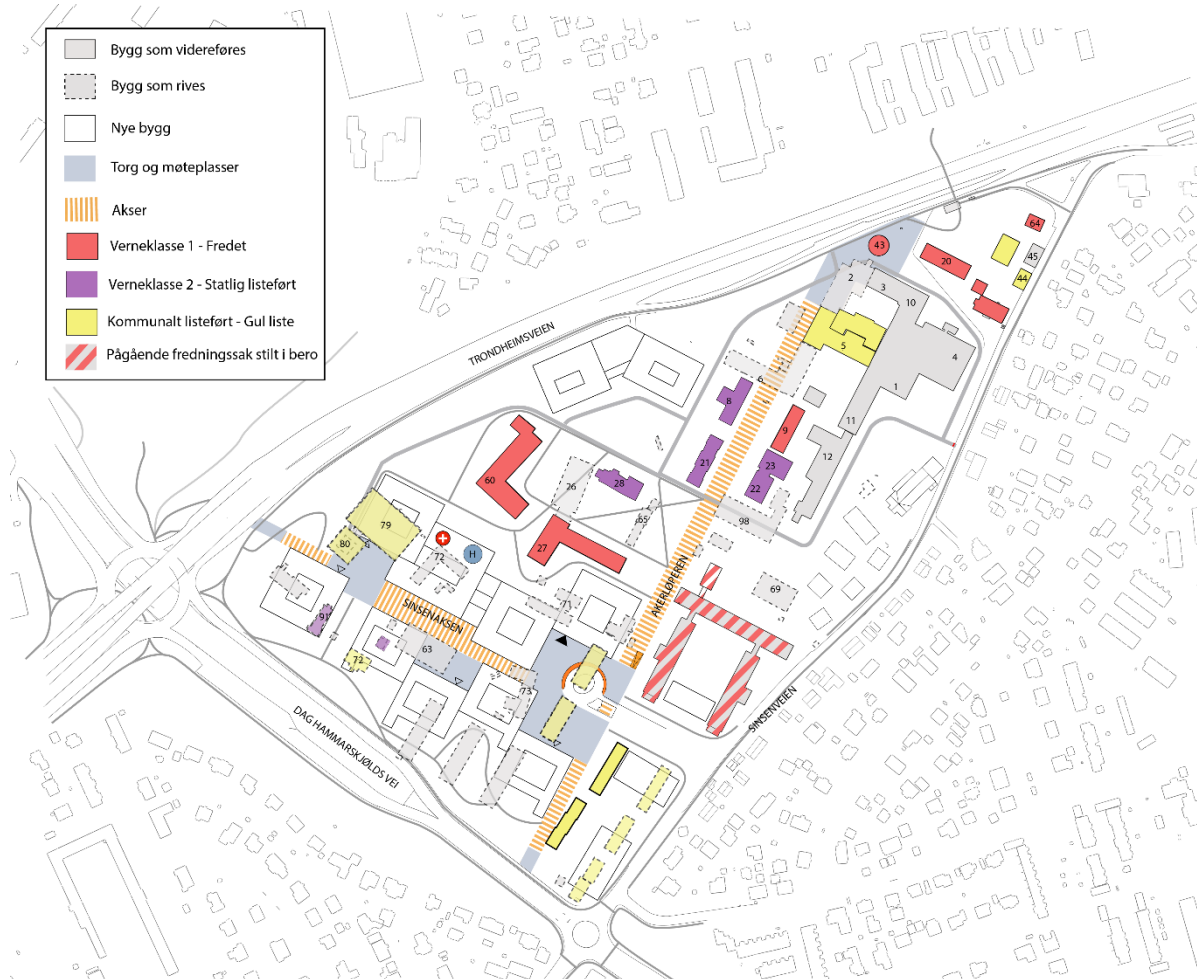 Bygg som videreføres
Bygg som rives
Nye bygg
Torg og møteplasser
Akser
Verneklasse 1 - Fredet
Verneklasse 2 - Statlig listeført
Kommunalt listeført - Gul liste
Pågående fredningssak stilt i bero
TRONDHEIMSVEIEN
43
64
20
45
44
2
3
10
5
4
1
6
8
11
9
12
21
23
22
28
26
60
65
98
79
80
27
72
H
69
71
AKERLØPEREN
SINSENAKSEN
91
63
72
73
SINSENVEIEN
DAG HAMMARSKJØLDS VEI